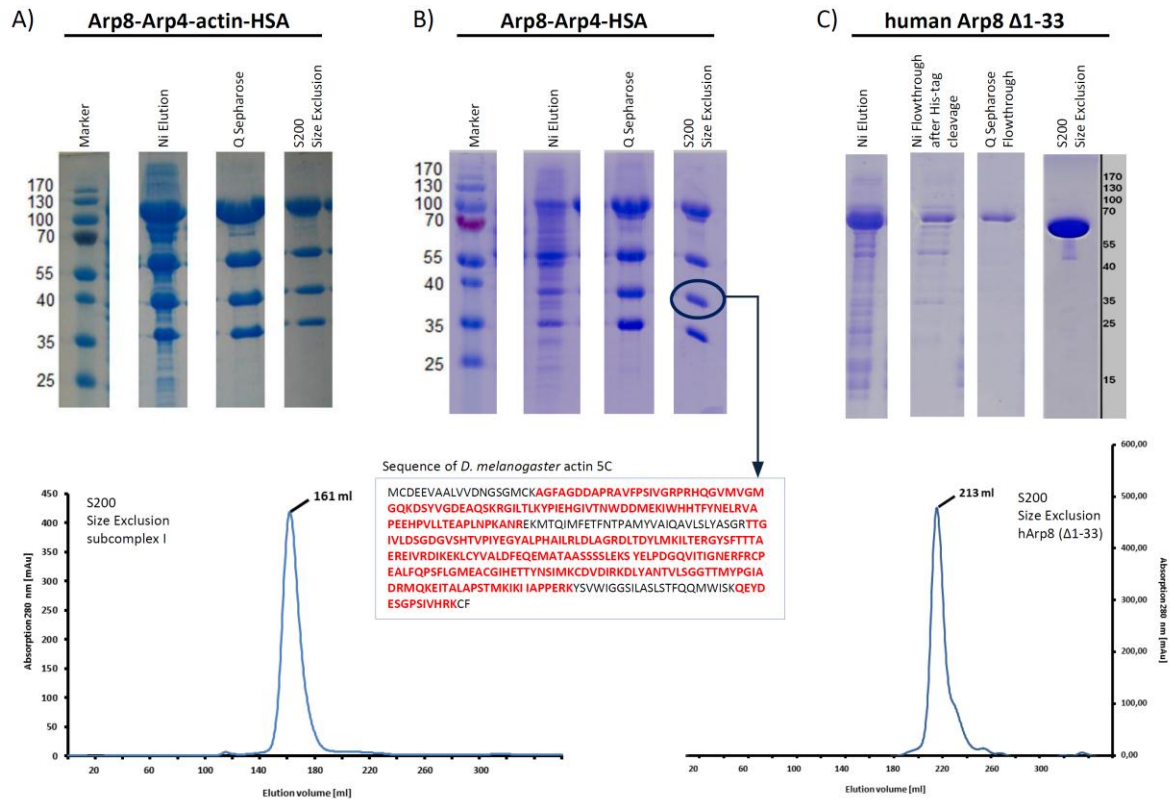 A)
Arp8-Arp4-actin-HSA
Marker
Ni Elution
Q Sepharose
S200
Size Exclusion
170
130
100
70
55
40
35
25
B)
Arp8-Arp4-HSA
Marker
Ni Elution
Q Sepharose
S200
Size Exclusion
170
130
100
70
55
40
35
25
C)
human Arp8 Δ1-33
Ni Elution
Ni Flowthrough
after His-tag
cleavage
Q Sepharose
Flowthrough
S200
Size Exclusion
170
130
100
70
55
40
35
25
15
Sequence of D. melanogaster actin 5C
MCDEEVAALVVDNGSGMCKAGFAGDDAPRAVFPSIVGRPRHQGVMVGM
GQKDSYVGDEAQSKRGILTLKYPIEHGIVTNWDDMEKIWHHTFYNELRVA
PEEHPVLLTEAPLNPKANREKMTQIMFETFNTPAMYVAIQAVLSLYASGRTTG
IVLDSGDGVSHTVPIYEGYALPHAILRLDLAGRDLTDYLMKILTERGYSFTTTA
EREIVRDIKEKLCYVALDFEQEMATAASSSSLEKS YELPDGQVITIGNERFRCP
EALFQPSFLGMEACGIHETTYNSIMKCDVDIRKDLYANTVLSGGTTMYPGIA
DRMQKEITALAPSTMKIKI IAPPERKYSVWIGGSILASLSTFQQMWISKQEYD
ESGPSIVHRKCF
450
400
350
300
250
200
150
100
50
0
Absorption 280 nm [mAu]
S200
Size Exclusion
subcomplex I
161 ml
20
60
100
140
180
220
260
300
Elution volume [ml]
600,00
500,00
400,00
300,00
200,00
100,00
0,00
Absorption 280 nm [mAu]
213 ml
S200
Size Exclusion
hArp8 (Δ1-33)
20
60
100
140
180
220
260
300
Elution volume [ml]